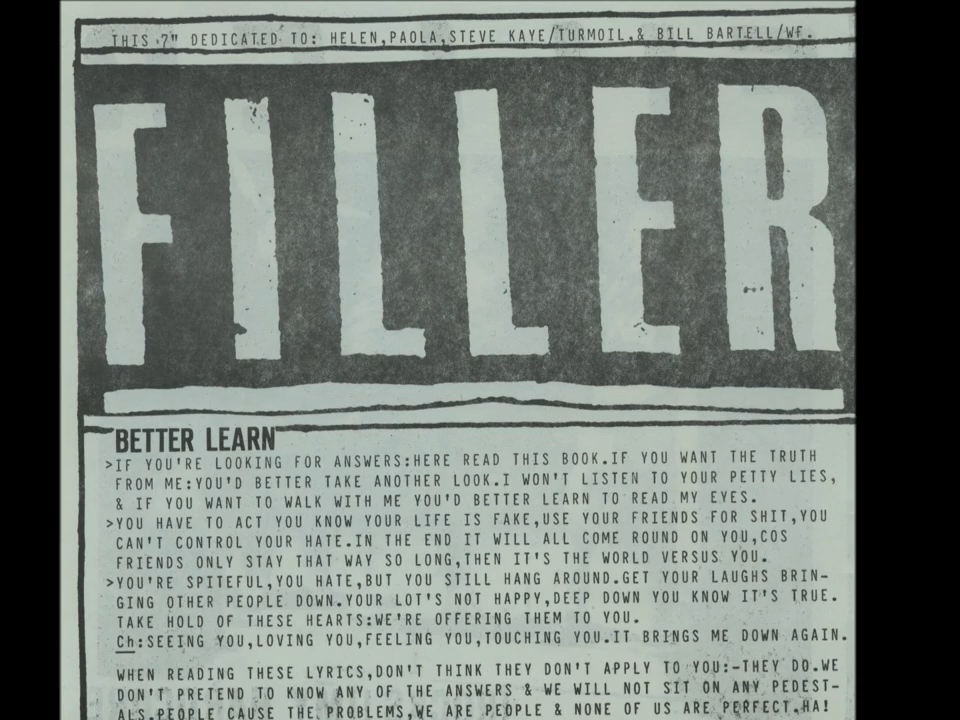 THIS 7" DEDICATED TO: HELEN,PAOLA,STEVE KAYE/TURMOIL,& BILL BARTELL/WF.
FILLER
BETTER LEARN
>IF YOU'RE LOOKING FOR ANSWERS:HERE READ THIS BOOK.IF YOU WANT THE TRUTH
FROM ME:YOU'D BETTER TAKE ANOTHER LOOK.I WON'T LISTEN TO YOUR PETTY LIES,
& IF YOU WANT TO WALK WITH ME YOU'D BETTER LEARN TO READ MY EYES.
>YOU HAVE TO ACT YOU KNOW YOUR LIFE IS FAKE,USE YOUR FRIENDS FOR SHIT,YOU
CAN'T CONTROL YOUR HATE.IN THE END IT WILL ALL COME ROUND ON YOU,COS
FRIENDS ONLY STAY THAT WAY SO LONG,THEN IT'S THE WORLD VERSUS YOU.
>YOU'RE SPITEFUL,YOU HATE,BUT YOU STILL HANG AROUND.GET YOUR LAUGHS BRIN-
GING OTHER PEOPLE DOWN.YOUR LOT'S NOT HAPPY,DEEP DOWN YOU KNOW IT'S TRUE.
TAKE HOLD OF THESE HEARTS:WE'RE OFFERING THEM TO YOU.
Ch:SEEING YOU,LOVING YOU,FEELING YOU,TOUCHING YOU.IT BRINGS ME DOWN AGAIN.
WHEN READING THESE LYRICS,DON'T THINK THEY DON'T APPLY TO YOU:-THEY DO.WE
DON'T PRETEND TO KNOW ANY OF THE ANSWERS & WE WILL NOT SIT ON ANY PEDEST-
ALS.PEOPLE CAUSE THE PROBLEMS,WE ARE PEOPLE & NONE OF US ARE PERFECT.HA!